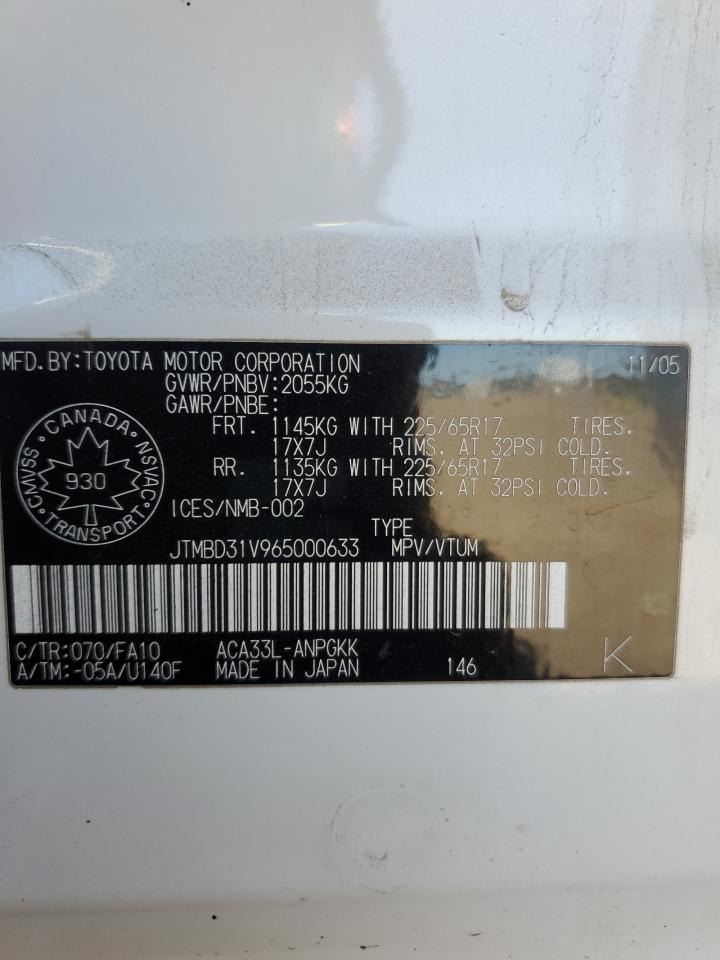 MFD.BY:TOYOTA MOTOR CORPORATION 11/05
GVWR/PNBV:2055KG
GAWR/PNBE:
FRT. 1145KG WITH 225/65R17 TIRES.
17X7J RIMS. AT 32PSI COLD.
RR. 1135KG WITH 225/65R17 TIRES.
17X7J RIMS. AT 32PSI COLD.
CANADA
CMVSS 930 NSVAC
TRANSPORT
ICES/NMB-002
TYPE
JTMBD31V965000633 MPV/VTUM
C/TR:070/FA10 ACA33L-ANPGKK
A/TM:-05A/U140F MADE IN JAPAN 146 K